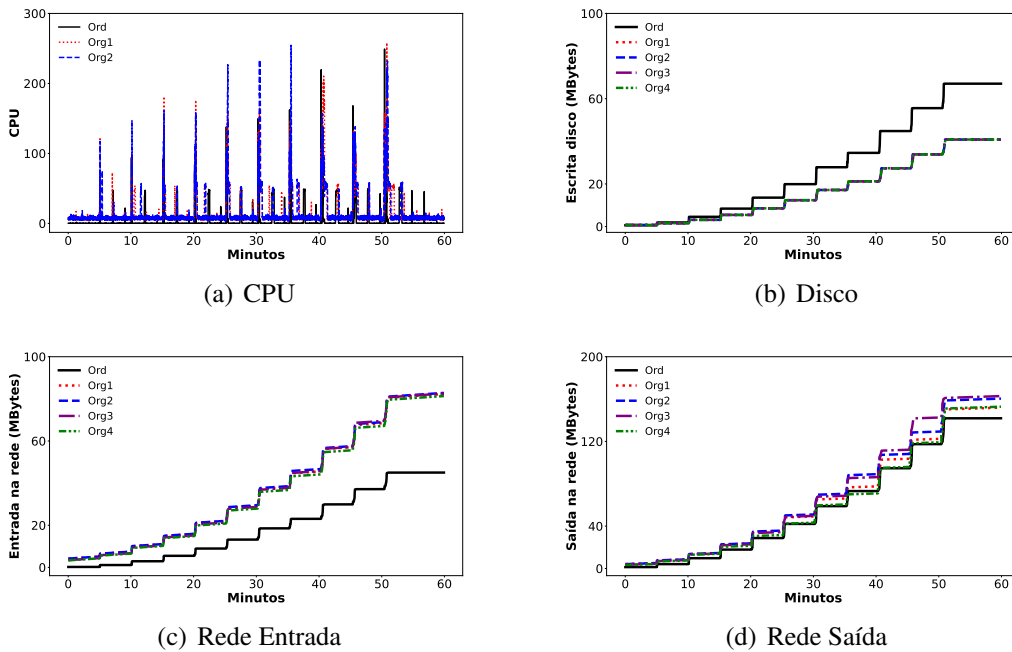 300
250
200
150
100
50
0
CPU
Ord
Org1
Org2
0 10 20 30 40 50 60
Minutos
(a) CPU
100
60
20
0
Escrita disco (MBytes)
Ord
Org1
Org2
Org3
Org4
0 10 20 30 40 50 60
Minutos
(b) Disco
100
60
20
0
Entrada na rede (MBytes)
Ord
Org1
Org2
Org3
Org4
0 10 20 30 40 50 60
Minutos
(c) Rede Entrada
200
120
40
0
Saída na rede (MBytes)
Ord
Org1
Org2
Org3
Org4
0 10 20 30 40 50 60
Minutos
(d) Rede Saída